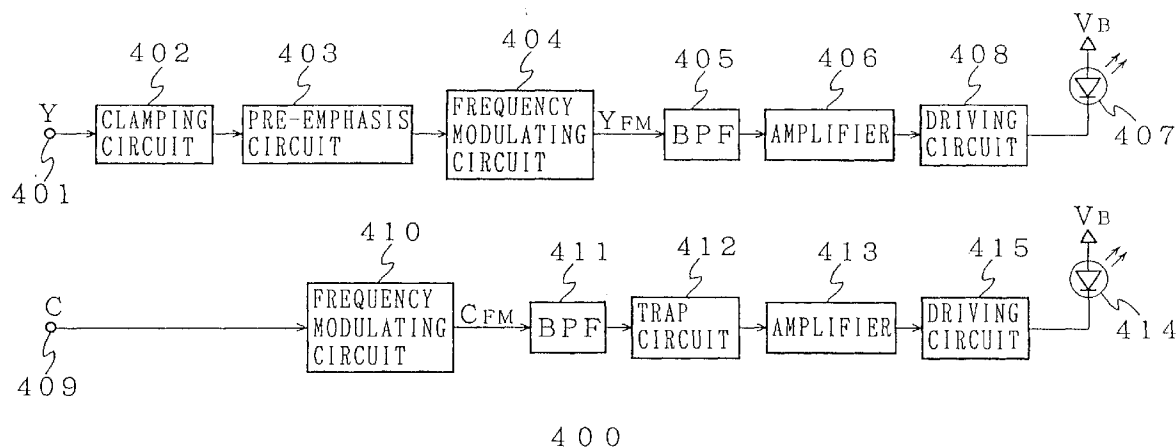 402
403
404
405
406
408
VB
Y
CLAMPING
CIRCUIT
PRE-EMPHASIS
CIRCUIT
FREQUENCY
MODULATING
CIRCUIT
YFM
BPF
AMPLIFIER
DRIVING
CIRCUIT
407
401
410
411
412
413
415
VB
C
FREQUENCY
MODULATING
CIRCUIT
CFM
BPF
TRAP
CIRCUIT
AMPLIFIER
DRIVING
CIRCUIT
414
409
400